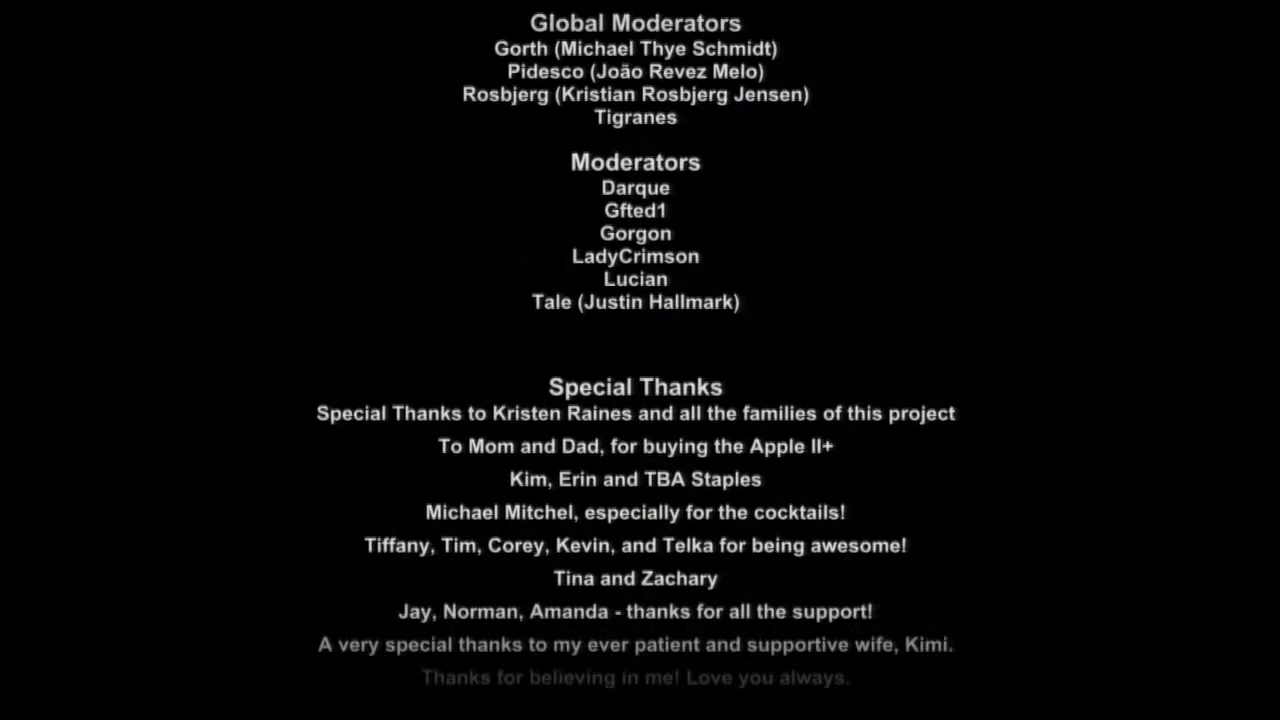 Global Moderators
Gorth (Michael Thye Schmidt)
Pidesco (João Revez Melo)
Rosbjerg (Kristian Rosbjerg Jensen)
Tigranes
Moderators
Darque
Gfted1
Gorgon
LadyCrimson
Lucian
Tale (Justin Hallmark)
Special Thanks
Special Thanks to Kristen Raines and all the families of this project
To Mom and Dad, for buying the Apple II+
Kim, Erin and TBA Staples
Michael Mitchel, especially for the cocktails!
Tiffany, Tim, Corey, Kevin, and Telka for being awesome!
Tina and Zachary
Jay, Norman, Amanda - thanks for all the support!
A very special thanks to my ever patient and supportive wife, Kimi.
Thanks for believing in me! Love you always.